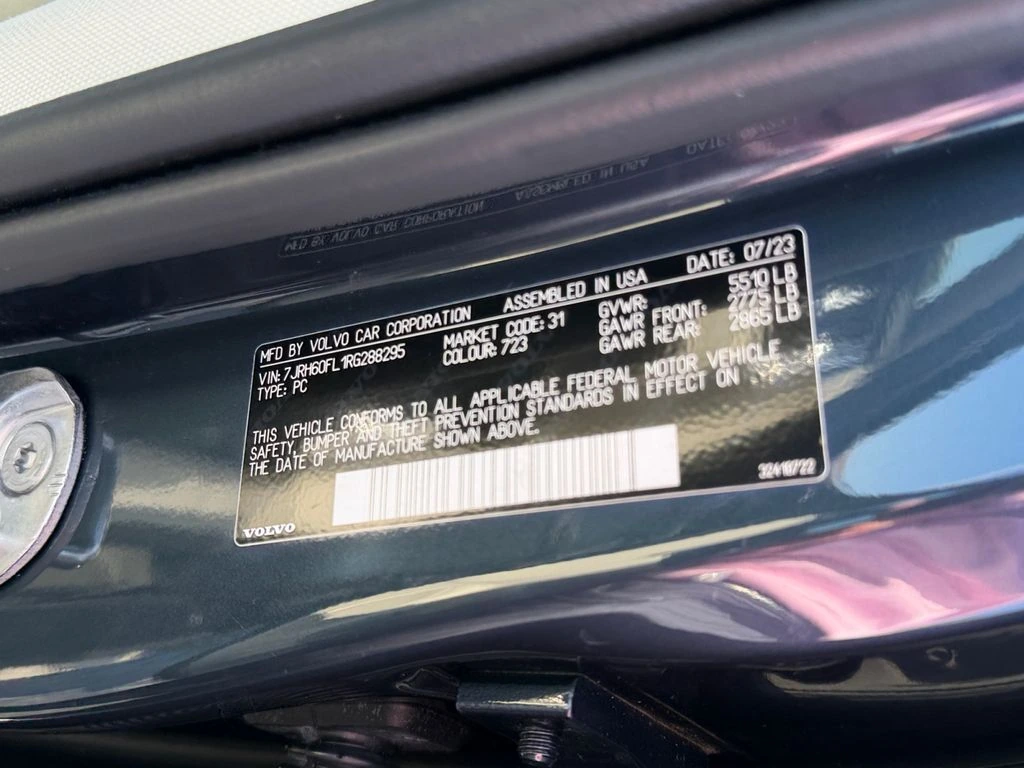 MFD BY VOLVO CAR CORPORATION ASSEMBLED IN USA DATE: 07/23
VIN: 7JRH60FL1RG288295 MARKET CODE: 31 GVWR: 5510 LB
TYPE: PC COLOUR: 723 GAWR FRONT: 2775 LB
GAWR REAR: 2865 LB
THIS VEHICLE CONFORMS TO ALL APPLICABLE FEDERAL MOTOR VEHICLE
SAFETY, BUMPER AND THEFT PREVENTION STANDARDS IN EFFECT ON
THE DATE OF MANUFACTURE SHOWN ABOVE.
VOLVO 32418722